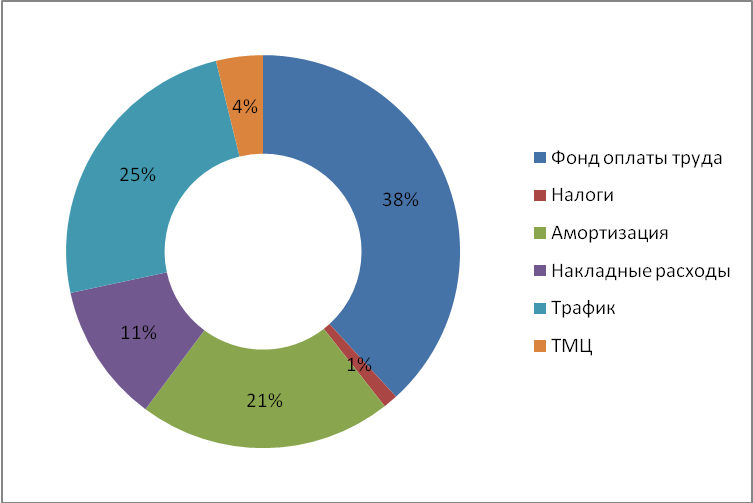 4%
25%
38%
11%
1%
21%
Фонд оплаты труда
Налоги
Амортизация
Накладные расходы
Трафик
ТМЦ